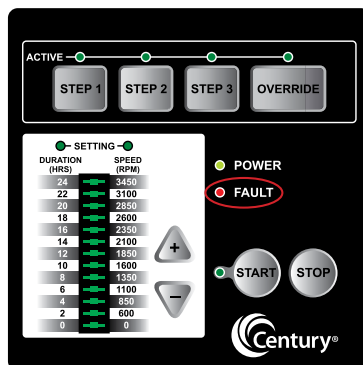 ACTIVE
STEP 1 STEP 2 STEP 3 OVERRIDE
SETTING
DURATION (HRS) SPEED (RPM)
24 3450
22 3100
20 2850
18 2600
16 2350
14 2100
12 1850
10 1600
8 1350
6 1100
4 850
2 600
0 0
+
−
POWER
FAULT
START STOP
Century®